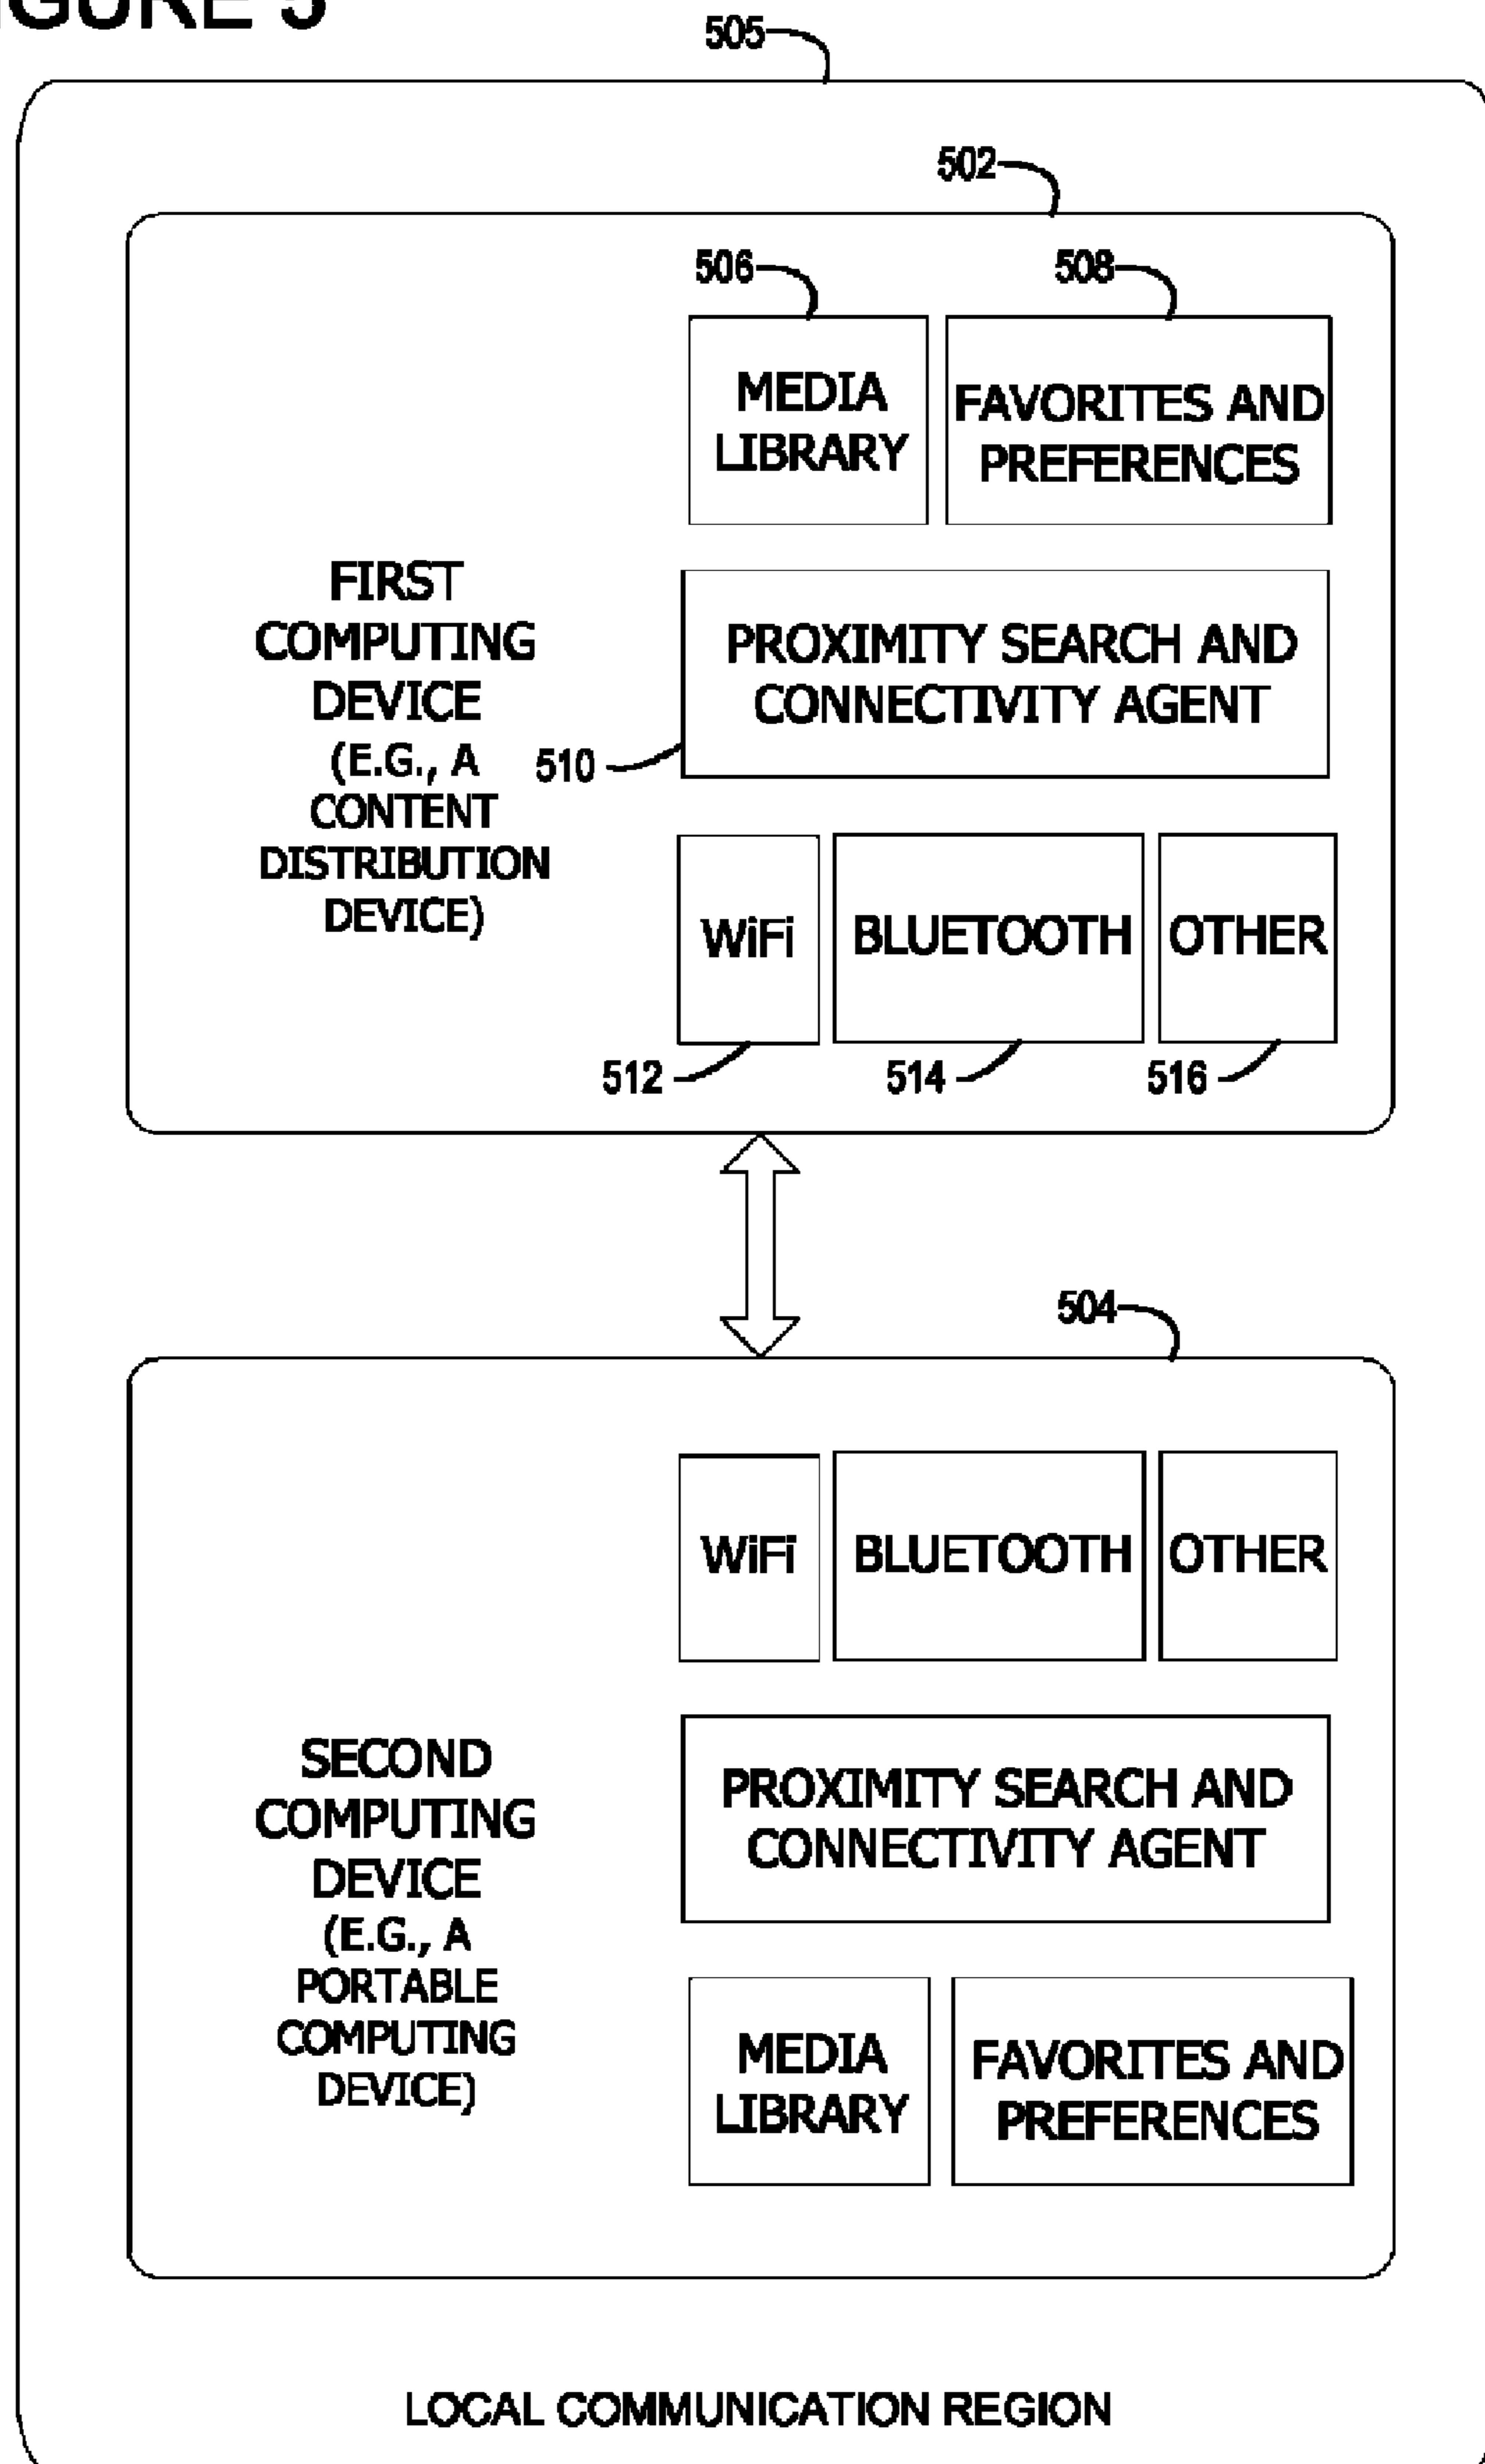 IGURE 5
505
502
506
508
MEDIA
LIBRARY
FAVORITES AND
PREFERENCES
FIRST
COMPUTING
DEVICE
(E.G., A
CONTENT
DISTRIBUTION
DEVICE)
PROXIMITY SEARCH AND
CONNECTIVITY AGENT
510
WiFi
BLUETOOTH
OTHER
512
514
516
504
WiFi
BLUETOOTH
OTHER
SECOND
COMPUTING
DEVICE
(E.G., A
PORTABLE
COMPUTING
DEVICE)
PROXIMITY SEARCH AND
CONNECTIVITY AGENT
MEDIA
LIBRARY
FAVORITES AND
PREFERENCES
LOCAL COMMUNICATION REGION